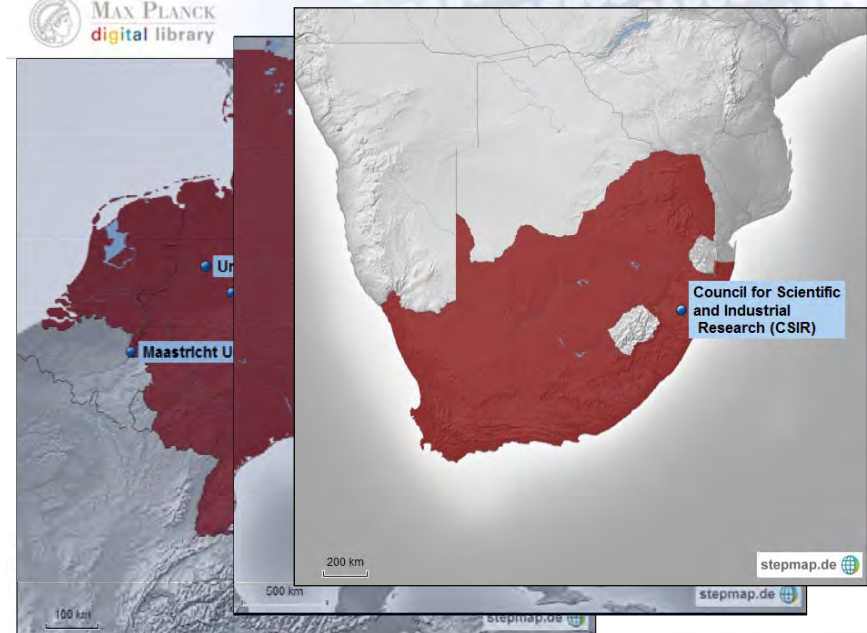 MAX PLANCK
digital library
Maastricht U
Council for Scientific
and Industrial
Research (CSIR)
200 km
stepmap.de
500 km
stepmap.de
100 km
stepmap.de